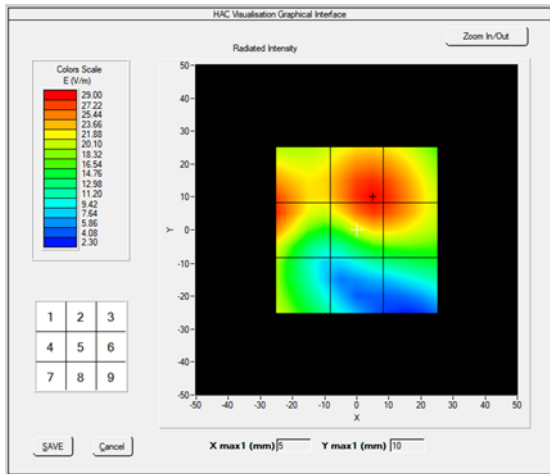 HAC Visualisation Graphical Interface
Zoom In/Out
Radiated Intensity
Colors Scale
E (V/m)
29.00
27.22
25.44
23.66
21.88
20.10
18.32
16.54
14.76
12.98
11.20
9.42
7.64
5.86
4.08
2.30
50
40
30
20
10
0
-10
-20
-30
-40
-50
Y
-50 -40 -30 -20 -10 0 10 20 30 40 50
X
1 2 3
4 5 6
7 8 9
SAVE Cancel
X max1 (mm) 5 Y max1 (mm) 10